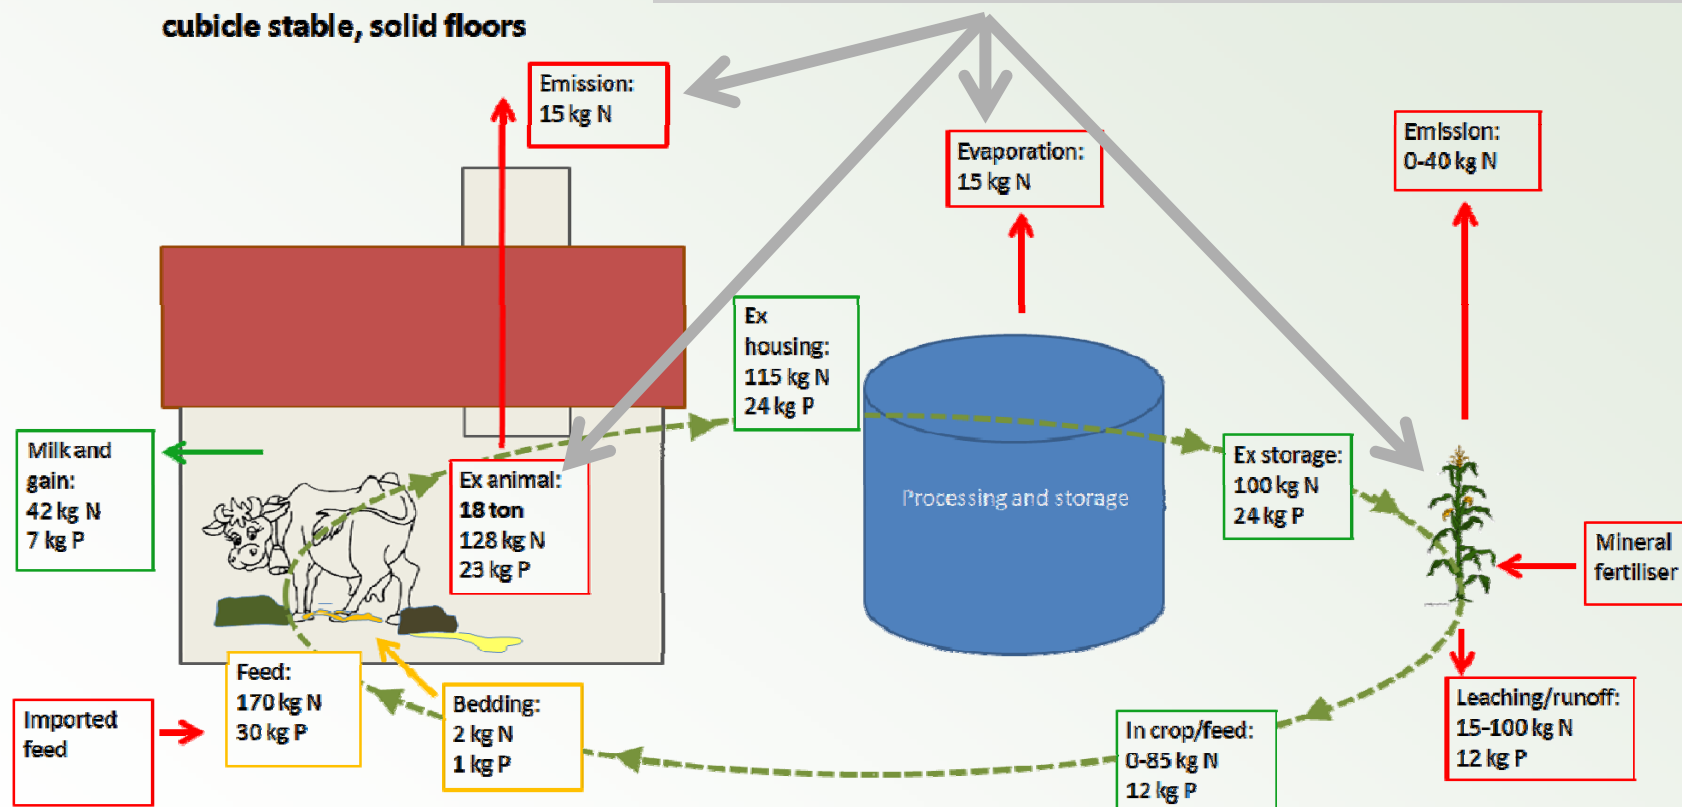 cubicle stable, solid floors
Emission:
15 kg N
Evaporation:
15 kg N
Emission:
0-40 kg N
Ex
housing:
115 kg N
24 kg P
Milk and
gain:
42 kg N
7 kg P
Ex animal:
18 ton
128 kg N
23 kg P
Processing and storage
Ex storage:
100 kg N
24 kg P
Mineral
fertiliser
Feed:
170 kg N
30 kg P
Imported
feed
Bedding:
2 kg N
1 kg P
In crop/feed:
0-85 kg N
12 kg P
Leaching/runoff:
15-100 kg N
12 kg P